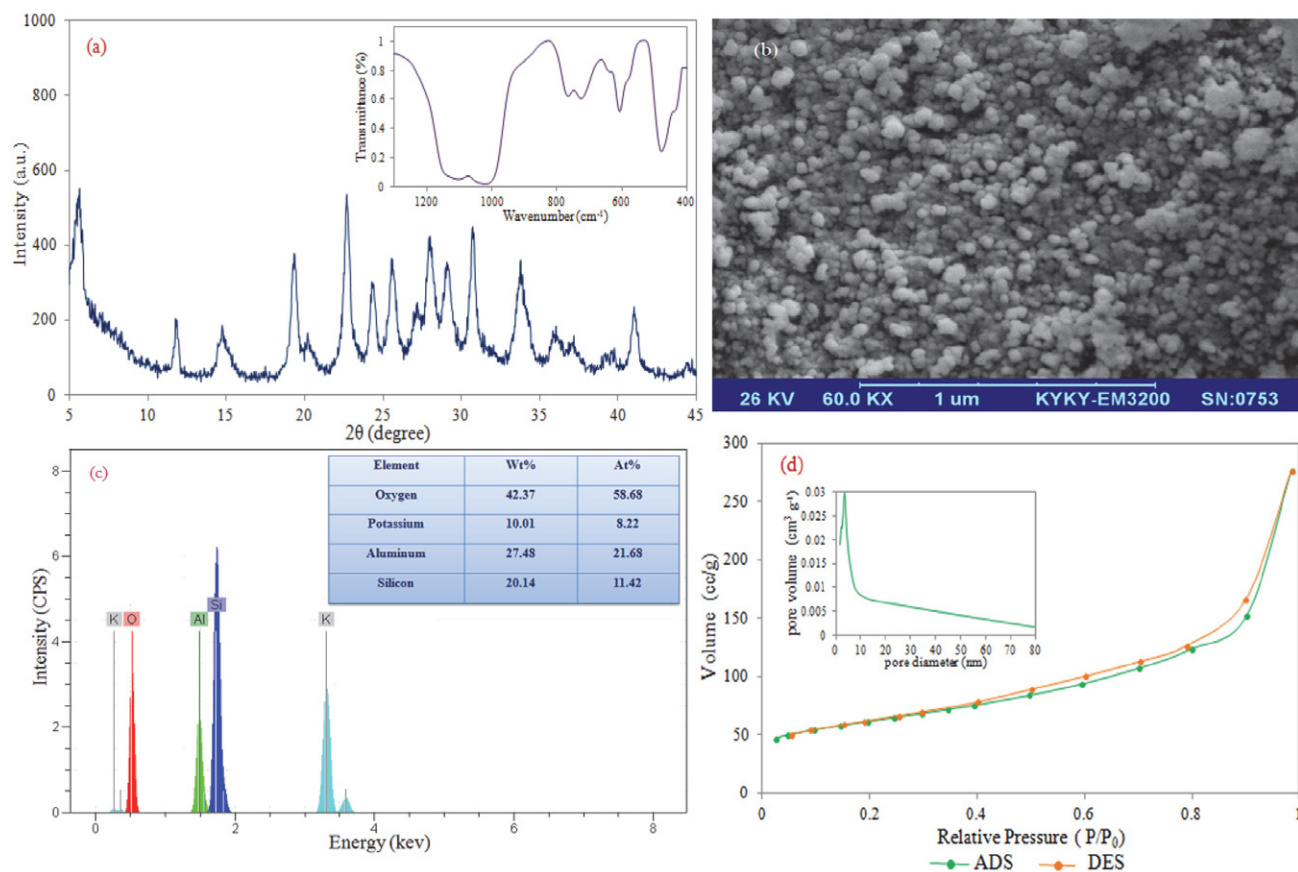 (a)
Intensity (a.u.)
1000
800
600
400
200
0
5 10 15 20 25 30 35 40 45
2θ (degree)
Transmittance (%)
1
0.8
0.6
0.4
0.2
0
1200 1000 800 600 400
Wavenumber (cm⁻¹)
(b)
26 KV 60.0 KX 1 um KYKY-EM3200 SN:0753
(c)
Intensity (CPS)
8
6
4
2
0
K O Al Si K
0 2 4 6 8
Energy (kev)
Element Wt% At%
Oxygen 42.37 58.68
Potassium 10.01 8.22
Aluminum 27.48 21.68
Silicon 20.14 11.42
(d)
Volume (cc/g)
300
250
200
150
100
50
0
0 0.2 0.4 0.6 0.8 1
Relative Pressure ( P/P₀)
ADS DES
pore volume (cm³ g⁻¹)
0.03
0.025
0.02
0.015
0.01
0.005
0
0 10 20 30 40 50 60 70 80
pore diameter (nm)